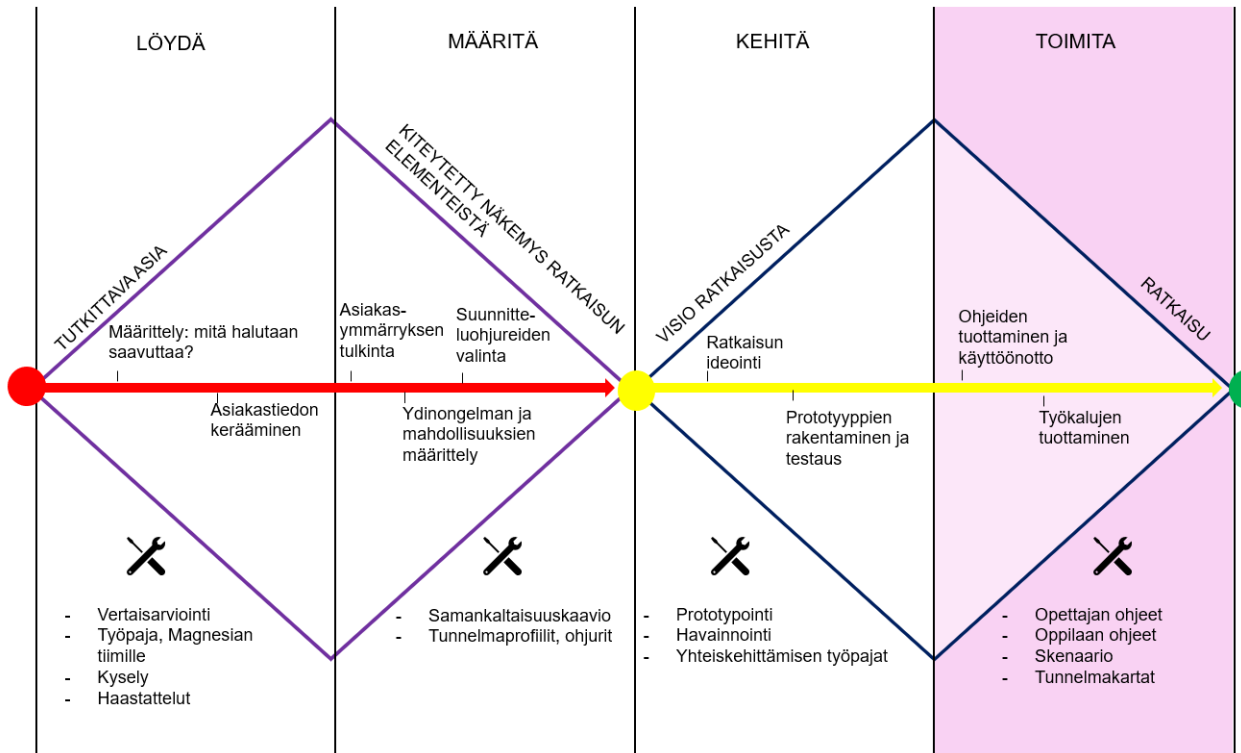 LÖYDÄ
MÄÄRITÄ
KEHITÄ
TOIMITA
TUTKITTAVA ASIA
KITEYTETTY NÄKEMYS RATKAISUN
ELEMENTEISTÄ
VISIO RATKAISUSTA
RATKAISU
Määrittely: mitä halutaan
saavuttaa?
Asiakastiedon
kerääminen
Asiakas-
ymmärryksen
tulkinta
Suunnitte-
luohjureiden
valinta
Ydinongelman ja
mahdollisuuksien
määrittely
Ratkaisun
ideointi
Prototyyppien
rakentaminen ja
testaus
Ohjeiden
tuottaminen ja
käyttöönotto
Työkalujen
tuottaminen
- Vertaisarviointi
- Työpaja, Magnesian
tiimille
- Kysely
- Haastattelut
- Samankaltaisuuskaavio
- Tunnelmaprofiilit, ohjurit
- Prototypointi
- Havainnointi
- Yhteiskehittämisen työpajat
- Opettajan ohjeet
- Oppilaan ohjeet
- Skenaario
- Tunnelmakartat